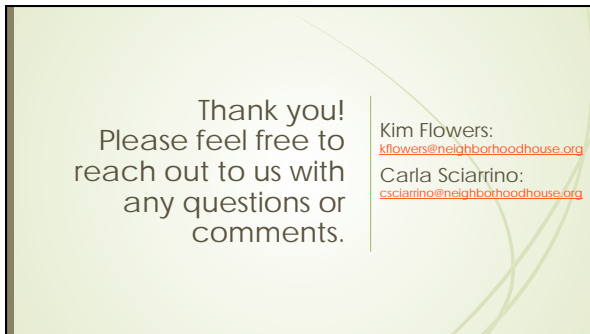 Thank you!
Please feel free to
reach out to us with
any questions or
comments.
Kim Flowers:
kflowers@neighborhoodhouse.org
Carla Sciarrino:
csciarrino@neighborhoodhouse.org